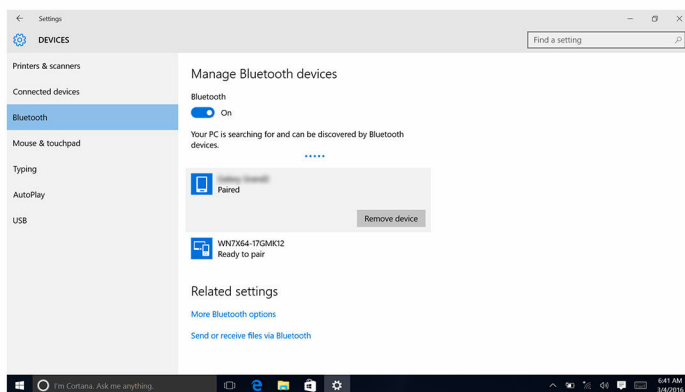 Settings
DEVICES
Find a setting
Printers & scanners
Connected devices
Bluetooth
Mouse & touchpad
Typing
AutoPlay
USB
Manage Bluetooth devices
Bluetooth
On
Your PC is searching for and can be discovered by Bluetooth
devices.
Paired
Remove device
WN7X64-17GMK12
Ready to pair
Related settings
More Bluetooth options
Send or receive files via Bluetooth
I'm Cortana. Ask me anything.
6:41 AM
3/4/2016